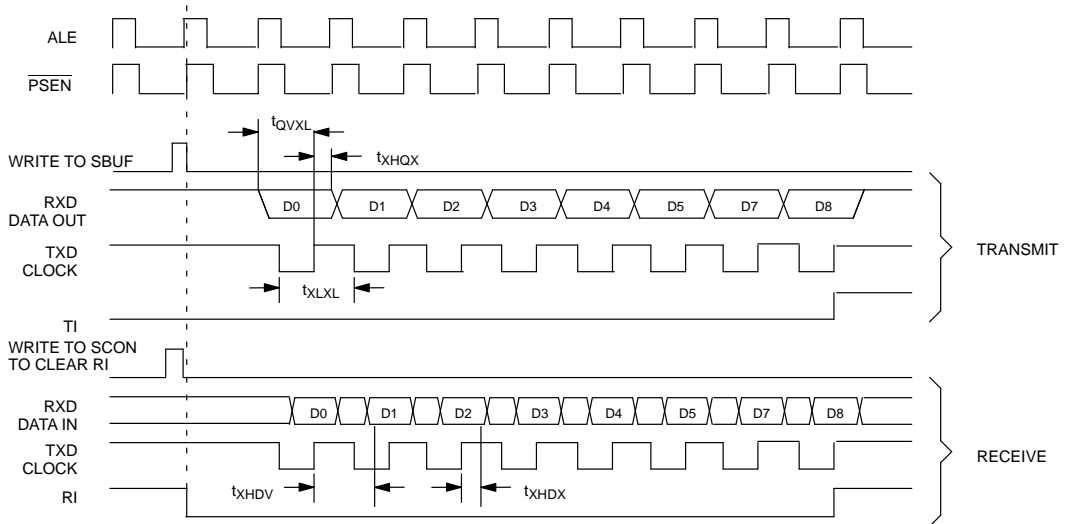 ALE
PSEN
tQVXL
tXHQX
WRITE TO SBUF
RXD
DATA OUT
D0 D1 D2 D3 D4 D5 D7 D8
TXD
CLOCK
TRANSMIT
tXLXL
TI
WRITE TO SCON
TO CLEAR RI
RXD
DATA IN
D0 D1 D2 D3 D4 D5 D7 D8
TXD
CLOCK
RECEIVE
tXHDV
tXHDX
RI